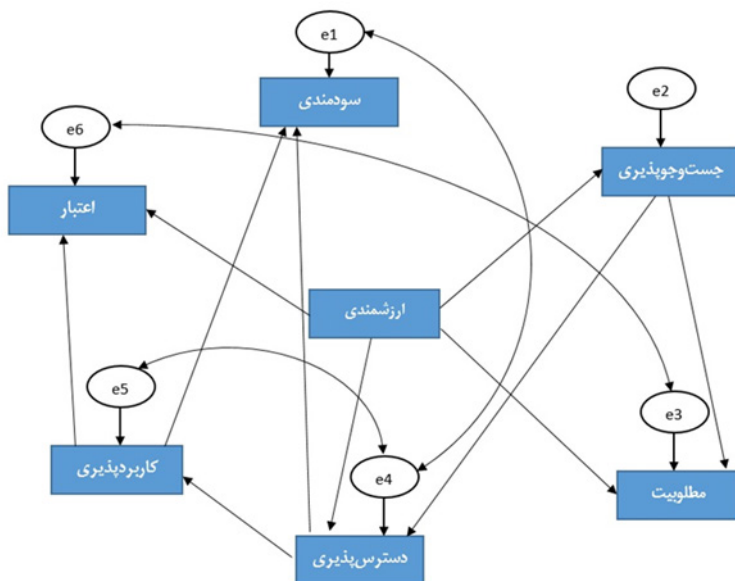 e1
سودمندی
e2
جست‌وجوپذیری
e6
اعتبار
ارزشمندی
e5
کاربردپذیری
e3
مطلوبیت
e4
دسترس‌پذیری